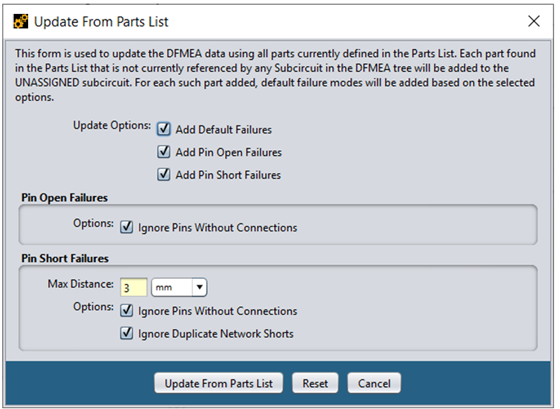 Update From Parts List
This form is used to update the DFMEA data using all parts currently defined in the Parts List. Each part found
in the Parts List that is not currently referenced by any Subcircuit in the DFMEA tree will be added to the
UNASSIGNED subcircuit. For each such part added, default failure modes will be added based on the selected
options.
Update Options: Add Default Failures
Add Pin Open Failures
Add Pin Short Failures
Pin Open Failures
Options: Ignore Pins Without Connections
Pin Short Failures
Max Distance: 3 mm
Options: Ignore Pins Without Connections
Ignore Duplicate Network Shorts
Update From Parts List Reset Cancel